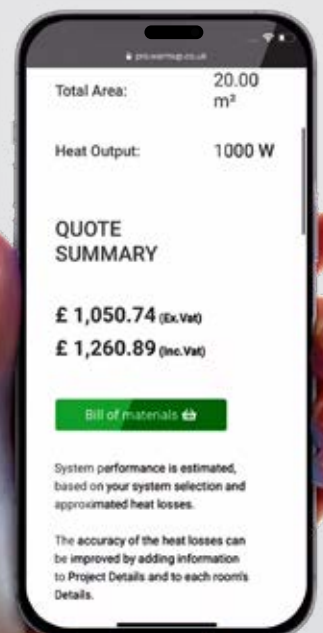 pro.warmup.co.uk
Total Area:
20.00
m²
Heat Output:
1000 W
QUOTE
SUMMARY
£ 1,050.74 (Ex.Vat)
£ 1,260.89 (Inc.Vat)
Bill of materials
System performance is estimated,
based on your system selection and
approximated heat losses.
The accuracy of the heat losses can
be improved by adding information
to Project Details and to each room's
Details.